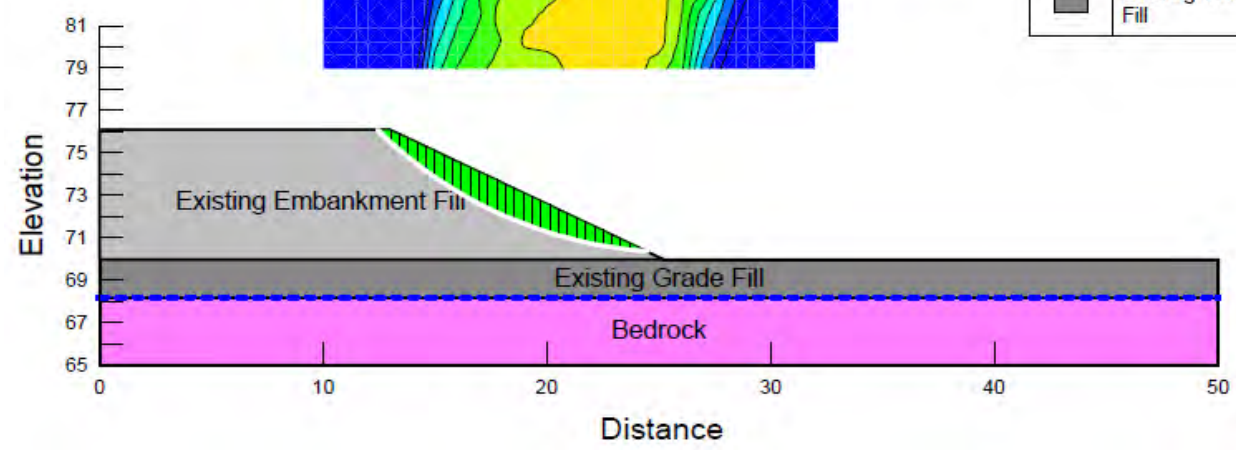 Fill
81
79
77
75
73
71
69
67
65
Elevation
Existing Embankment Fill
Existing Grade Fill
Bedrock
0 10 20 30 40 50
Distance